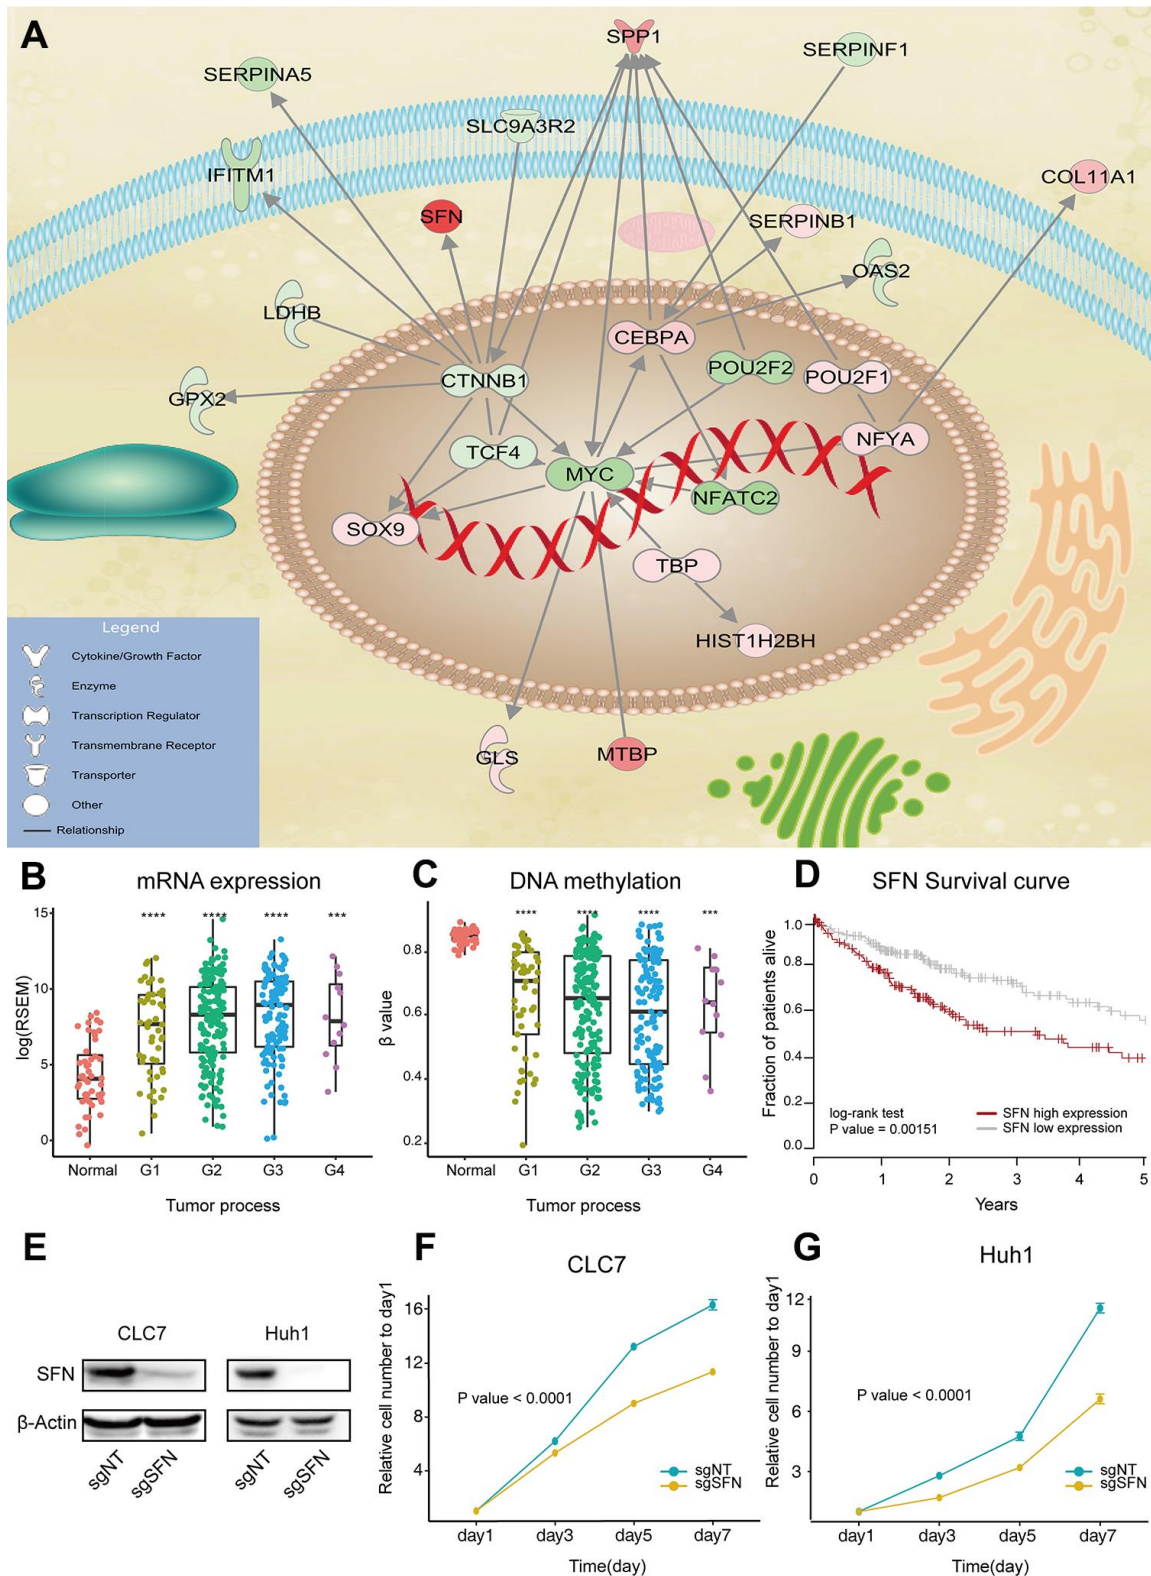 A
SPP1
SERPINF1
SERPINA5
SLC9A3R2
IFITM1
COL11A1
SFN
SERPINB1
OAS2
LDHB
CEBPA
POU2F2
POU2F1
CTNNB1
GPX2
NFYA
TCF4
MYC
NFATC2
SOX9
TBP
HIST1H2BH
GLS
MTBP
Legend
Cytokine/Growth Factor
Enzyme
Transcription Regulator
Transmembrane Receptor
Transporter
Other
Relationship
B
mRNA expression
**** **** **** ***
log(RSEM)
15
10
5
0
Normal G1 G2 G3 G4
Tumor process
C
DNA methylation
**** **** **** ***
β value
0.8
0.6
0.4
0.2
Normal G1 G2 G3 G4
Tumor process
D
SFN Survival curve
Fraction of patients alive
1.0
0.8
0.6
0.4
0.2
0.0
log-rank test
P value = 0.00151
SFN high expression
SFN low expression
0 1 2 3 4 5
Years
E
CLC7 Huh1
SFN
β-Actin
sgNT sgSFN sgNT sgSFN
F
CLC7
Relative cell number to day1
16
12
8
4
P value < 0.0001
sgNT
sgSFN
day1 day3 day5 day7
Time(day)
G
Huh1
Relative cell number to day1
12
9
6
3
P value < 0.0001
sgNT
sgSFN
day1 day3 day5 day7
Time(day)